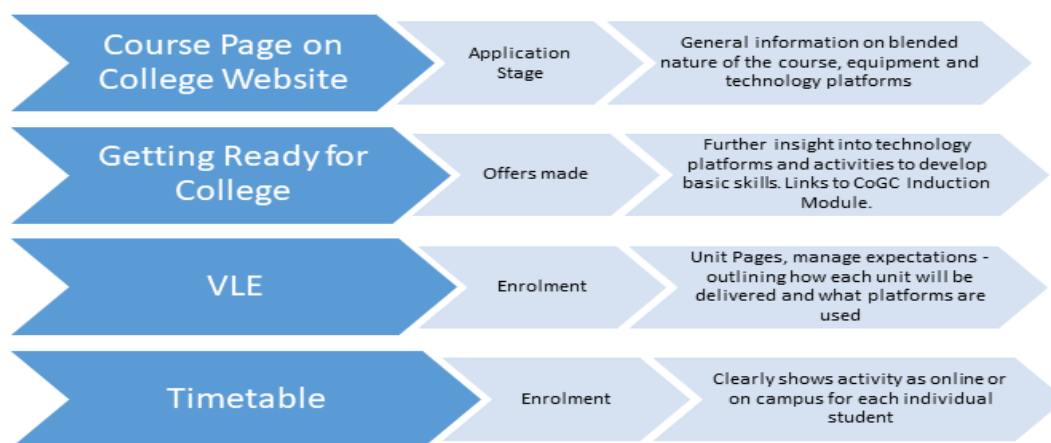 Course Page on
College Website
Application
Stage
General information on blended
nature of the course, equipment and
technology platforms
Getting Ready for
College
Offers made
Further insight into technology
platforms and activities to develop
basic skills. Links to CoGC Induction
Module.
VLE
Enrolment
Unit Pages, manage expectations -
outlining how each unit will be
delivered and what platforms are
used
Timetable
Enrolment
Clearly shows activity as online or
on campus for each individual
student